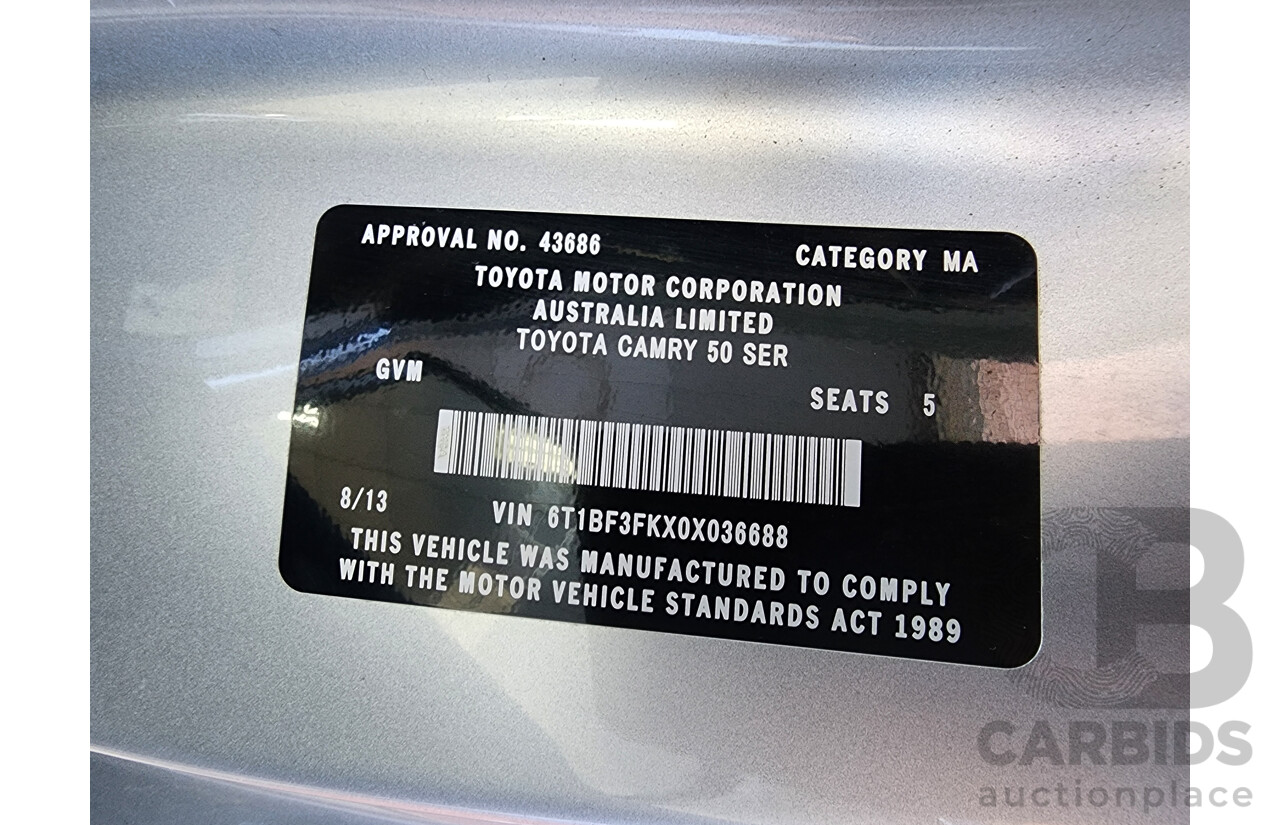 APPROVAL NO. 43686 CATEGORY MA
TOYOTA MOTOR CORPORATION
AUSTRALIA LIMITED
TOYOTA CAMRY 50 SER
GVM
SEATS 5
8/13 VIN 6T1BF3FKX0X036688
THIS VEHICLE WAS MANUFACTURED TO COMPLY
WITH THE MOTOR VEHICLE STANDARDS ACT 1989
CB
CARBIDS
auctionplace